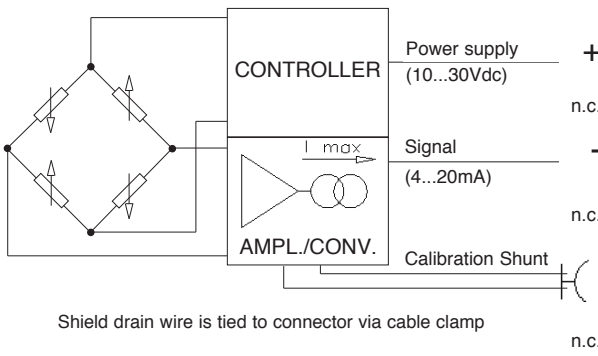 CONTROLLER
Power supply
+
(10...30Vdc)
n.c.
I max
Signal
-
(4...20mA)
n.c.
AMPL./CONV.
Calibration Shunt
Shield drain wire is tied to connector via cable clamp
n.c.